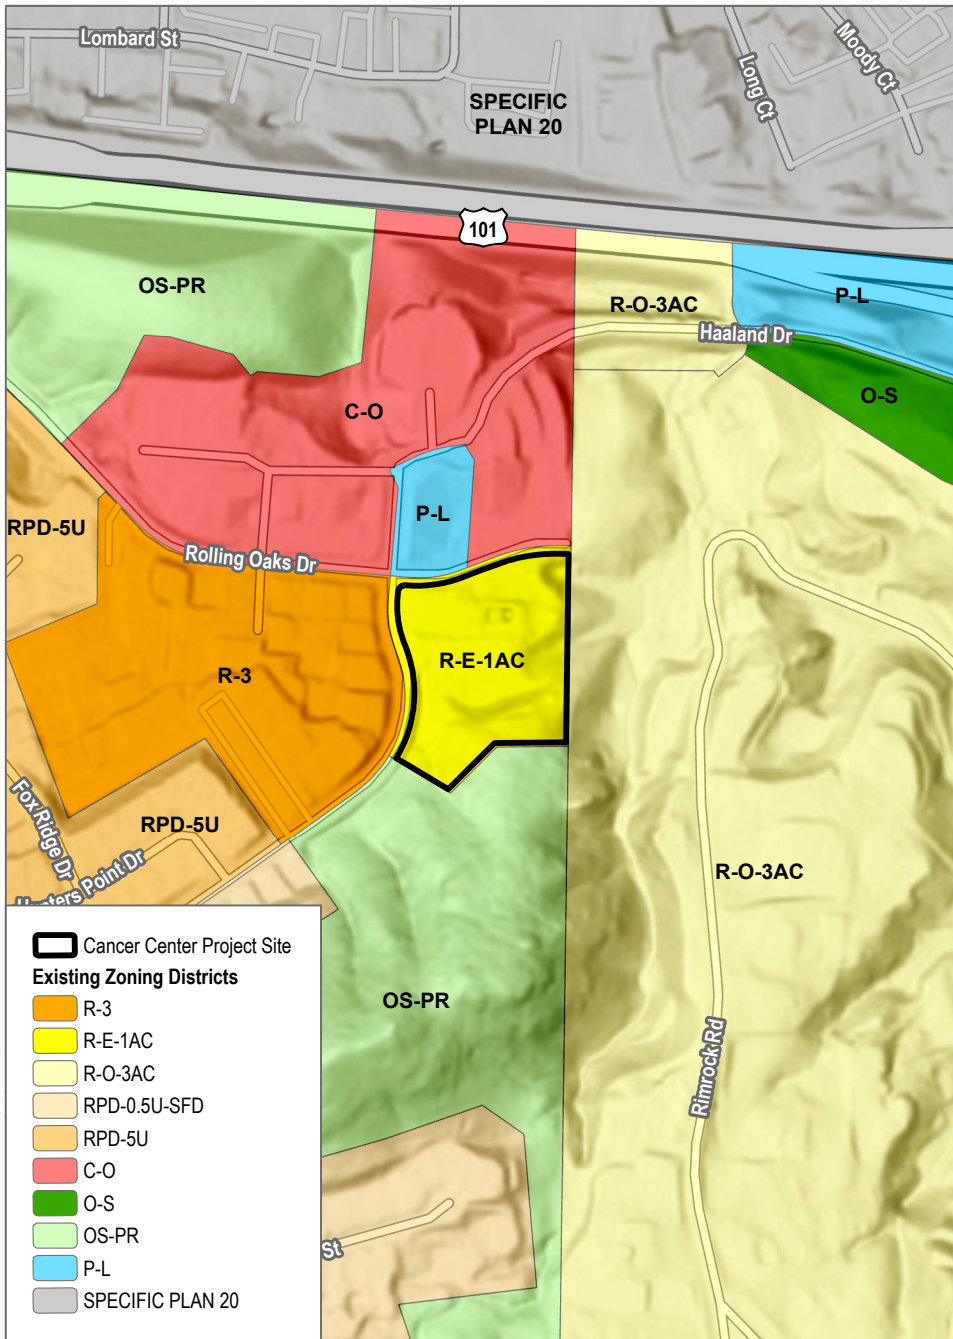 Lombard St
Moody Ct
Long Ct
SPECIFIC
PLAN 20
101
OS-PR
P-L
R-O-3AC
Haaland Dr
O-S
C-O
P-L
RPD-5U
Rolling Oaks Dr
R-E-1AC
R-3
Fox Ridge Dr
RPD-5U
Hunters Point Dr
R-O-3AC
OS-PR
Rimrock Rd
St
Cancer Center Project Site
Existing Zoning Districts
R-3
R-E-1AC
R-O-3AC
RPD-0.5U-SFD
RPD-5U
C-O
O-S
OS-PR
P-L
SPECIFIC PLAN 20